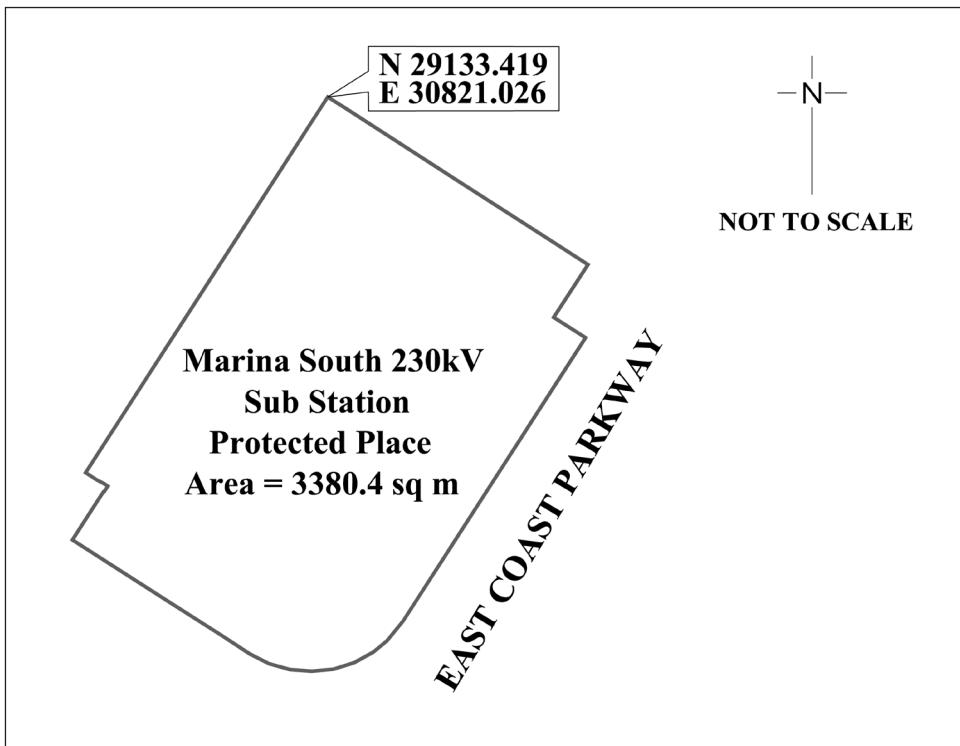 N 29133.419
E 30821.026
N
NOT TO SCALE
Marina South 230kV
Sub Station
Protected Place
Area = 3380.4 sq m
EAST COAST PARKWAY